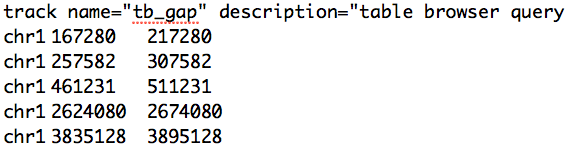 track name="tb_gap" description="table browser query
chr1 167280 217280
chr1 257582 307582
chr1 461231 511231
chr1 2624080 2674080
chr1 3835128 3895128